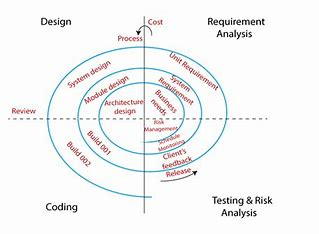 Design
Cost
Requirement
Analysis
Process
System design
Unit Requirement
Module design
System
Requirement
Architecture
design
Business
needs
Review
Risk
Management
Schedule
Monitoring
Build 001
Build 002
Client's
feedback
Release
Coding
Testing & Risk
Analysis